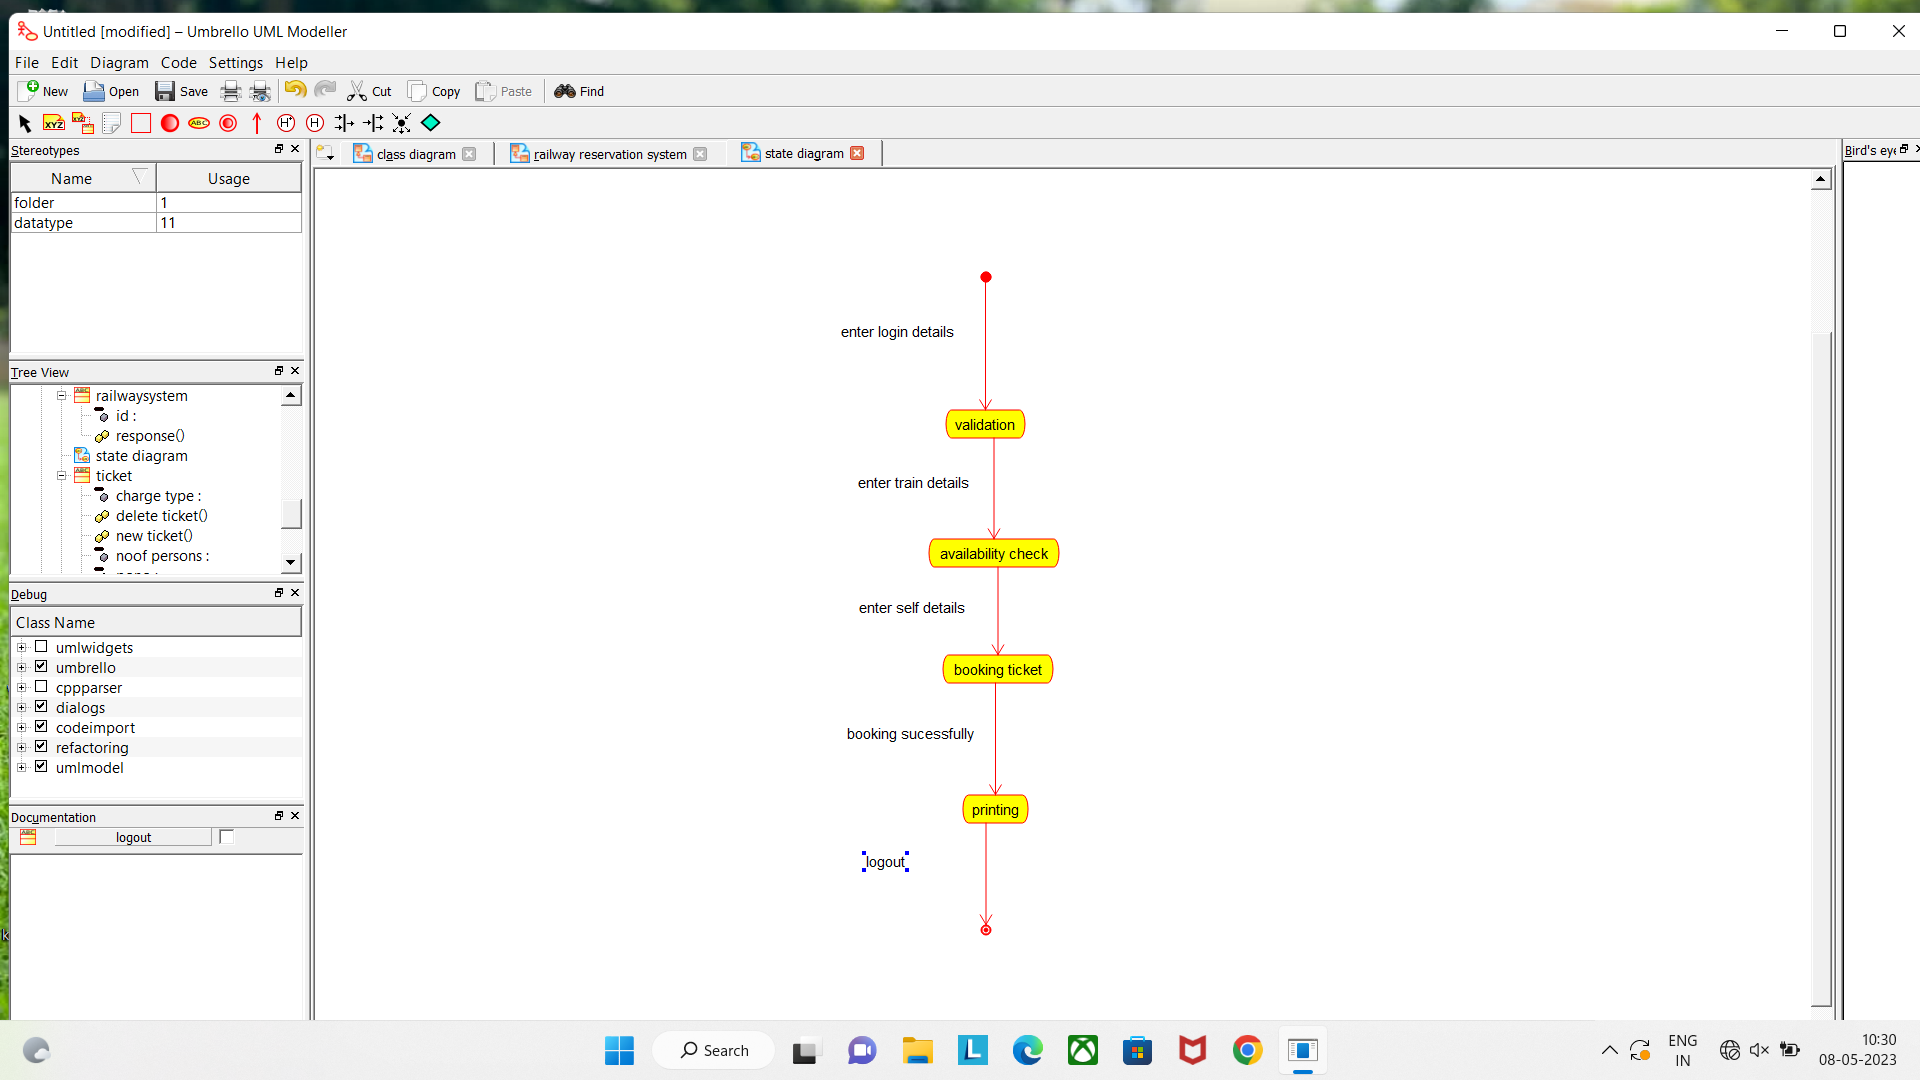 Untitled [modified] – Umbrello UML Modeller
File Edit Diagram Code Settings Help
New Open Save Cut Copy Paste Find
XYZ ABC H* H
Stereotypes
class diagram railway reservation system state diagram
Bird's eye
Name Usage
folder 1
datatype 11
Tree View
railwaysystem
id :
response()
state diagram
ticket
charge type :
delete ticket()
new ticket()
noof persons :
Debug
Class Name
umlwidgets
umbrello
cppparser
dialogs
codeimport
refactoring
umlmodel
Documentation
logout
enter login details
validation
enter train details
availability check
enter self details
booking ticket
booking sucessfully
printing
logout
Search
ENG
IN
10:30
08-05-2023